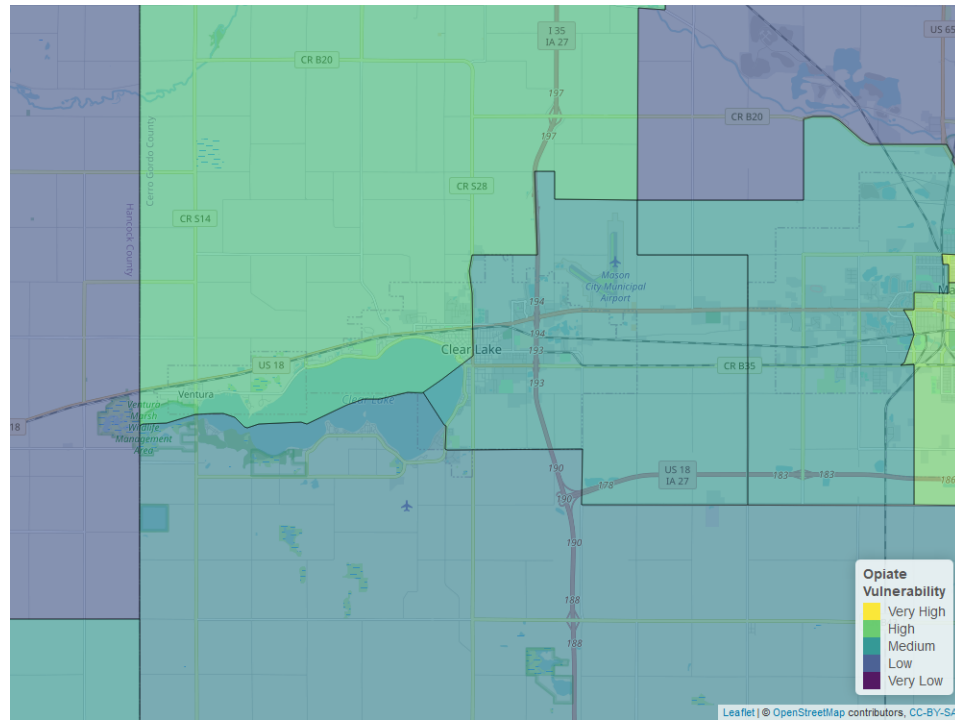 I 35
IA 27
US 65
CR B20
197
CR B20
197
Cerro Gordo County
CR S28
Hancock County
CR S14
Mason
City Municipal
Airport
194
Ma
194
Clear Lake
193
US 18
CR B35
193
Ventura
Clear Lake
Ventura
Marsh
Wildlife
Management
Area
18
190
US 18
IA 27
183
183
186
178
190
190
188
188
Opiate
Vulnerability
Very High
High
Medium
Low
Very Low
Leaflet | © OpenStreetMap contributors, CC-BY-SA